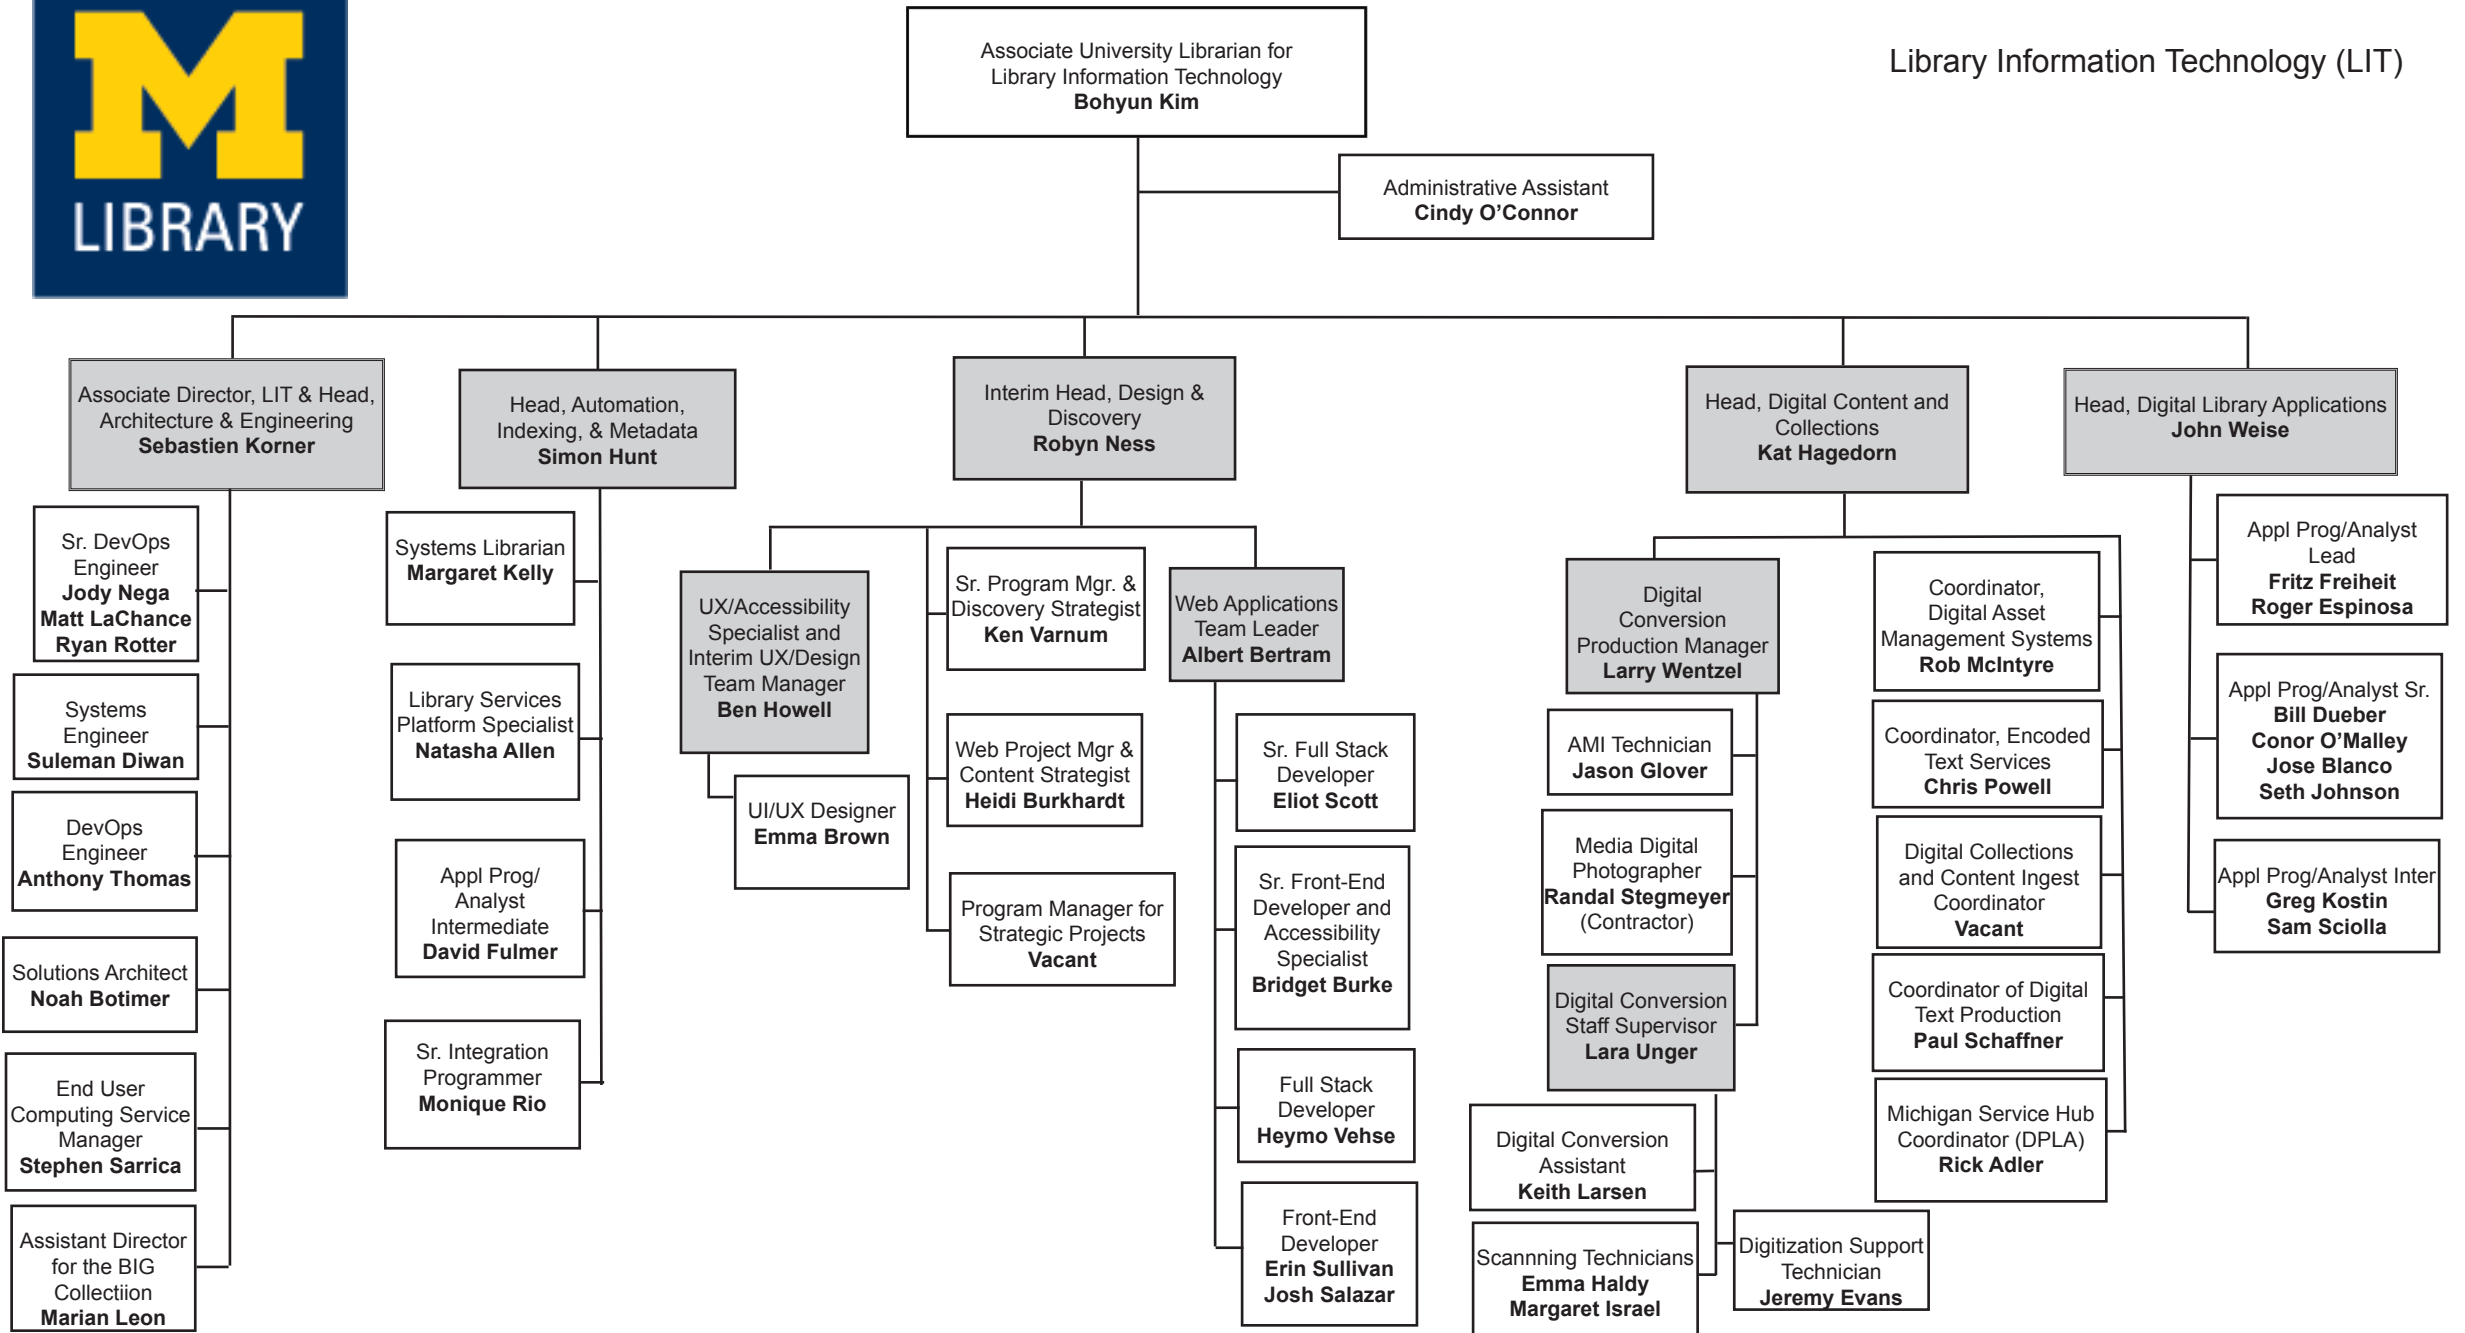 LIBRARY
Library Information Technology (LIT)
Associate University Librarian for
Library Information Technology
Bohyun Kim
Administrative Assistant
Cindy O’Connor
Associate Director, LIT & Head,
Architecture & Engineering
Sebastien Korner
Sr. DevOps
Engineer
Jody Nega
Matt LaChance
Ryan Rotter
Systems
Engineer
Suleman Diwan
DevOps
Engineer
Anthony Thomas
Solutions Architect
Noah Botimer
End User
Computing Service
Manager
Stephen Sarrica
Assistant Director
for the BIG
Collectiion
Marian Leon
Head, Automation,
Indexing, & Metadata
Simon Hunt
Systems Librarian
Margaret Kelly
Library Services
Platform Specialist
Natasha Allen
Appl Prog/
Analyst
Intermediate
David Fulmer
Sr. Integration
Programmer
Monique Rio
Interim Head, Design &
Discovery
Robyn Ness
UX/Accessibility
Specialist and
Interim UX/Design
Team Manager
Ben Howell
UI/UX Designer
Emma Brown
Sr. Program Mgr. &
Discovery Strategist
Ken Varnum
Web Project Mgr &
Content Strategist
Heidi Burkhardt
Program Manager for
Strategic Projects
Vacant
Web Applications
Team Leader
Albert Bertram
Sr. Full Stack
Developer
Eliot Scott
Sr. Front-End
Developer and
Accessibility
Specialist
Bridget Burke
Full Stack
Developer
Heymo Vehse
Front-End
Developer
Erin Sullivan
Josh Salazar
Head, Digital Content and
Collections
Kat Hagedorn
Digital
Conversion
Production Manager
Larry Wentzel
AMI Technician
Jason Glover
Media Digital
Photographer
Randal Stegmeyer
(Contractor)
Digital Conversion
Staff Supervisor
Lara Unger
Digital Conversion
Assistant
Keith Larsen
Scannning Technicians
Emma Haldy
Margaret Israel
Digitization Support
Technician
Jeremy Evans
Coordinator,
Digital Asset
Management Systems
Rob McIntyre
Coordinator, Encoded
Text Services
Chris Powell
Digital Collections
and Content Ingest
Coordinator
Vacant
Coordinator of Digital
Text Production
Paul Schaffner
Michigan Service Hub
Coordinator (DPLA)
Rick Adler
Head, Digital Library Applications
John Weise
Appl Prog/Analyst
Lead
Fritz Freiheit
Roger Espinosa
Appl Prog/Analyst Sr.
Bill Dueber
Conor O’Malley
Jose Blanco
Seth Johnson
Appl Prog/Analyst Inter
Greg Kostin
Sam Sciolla